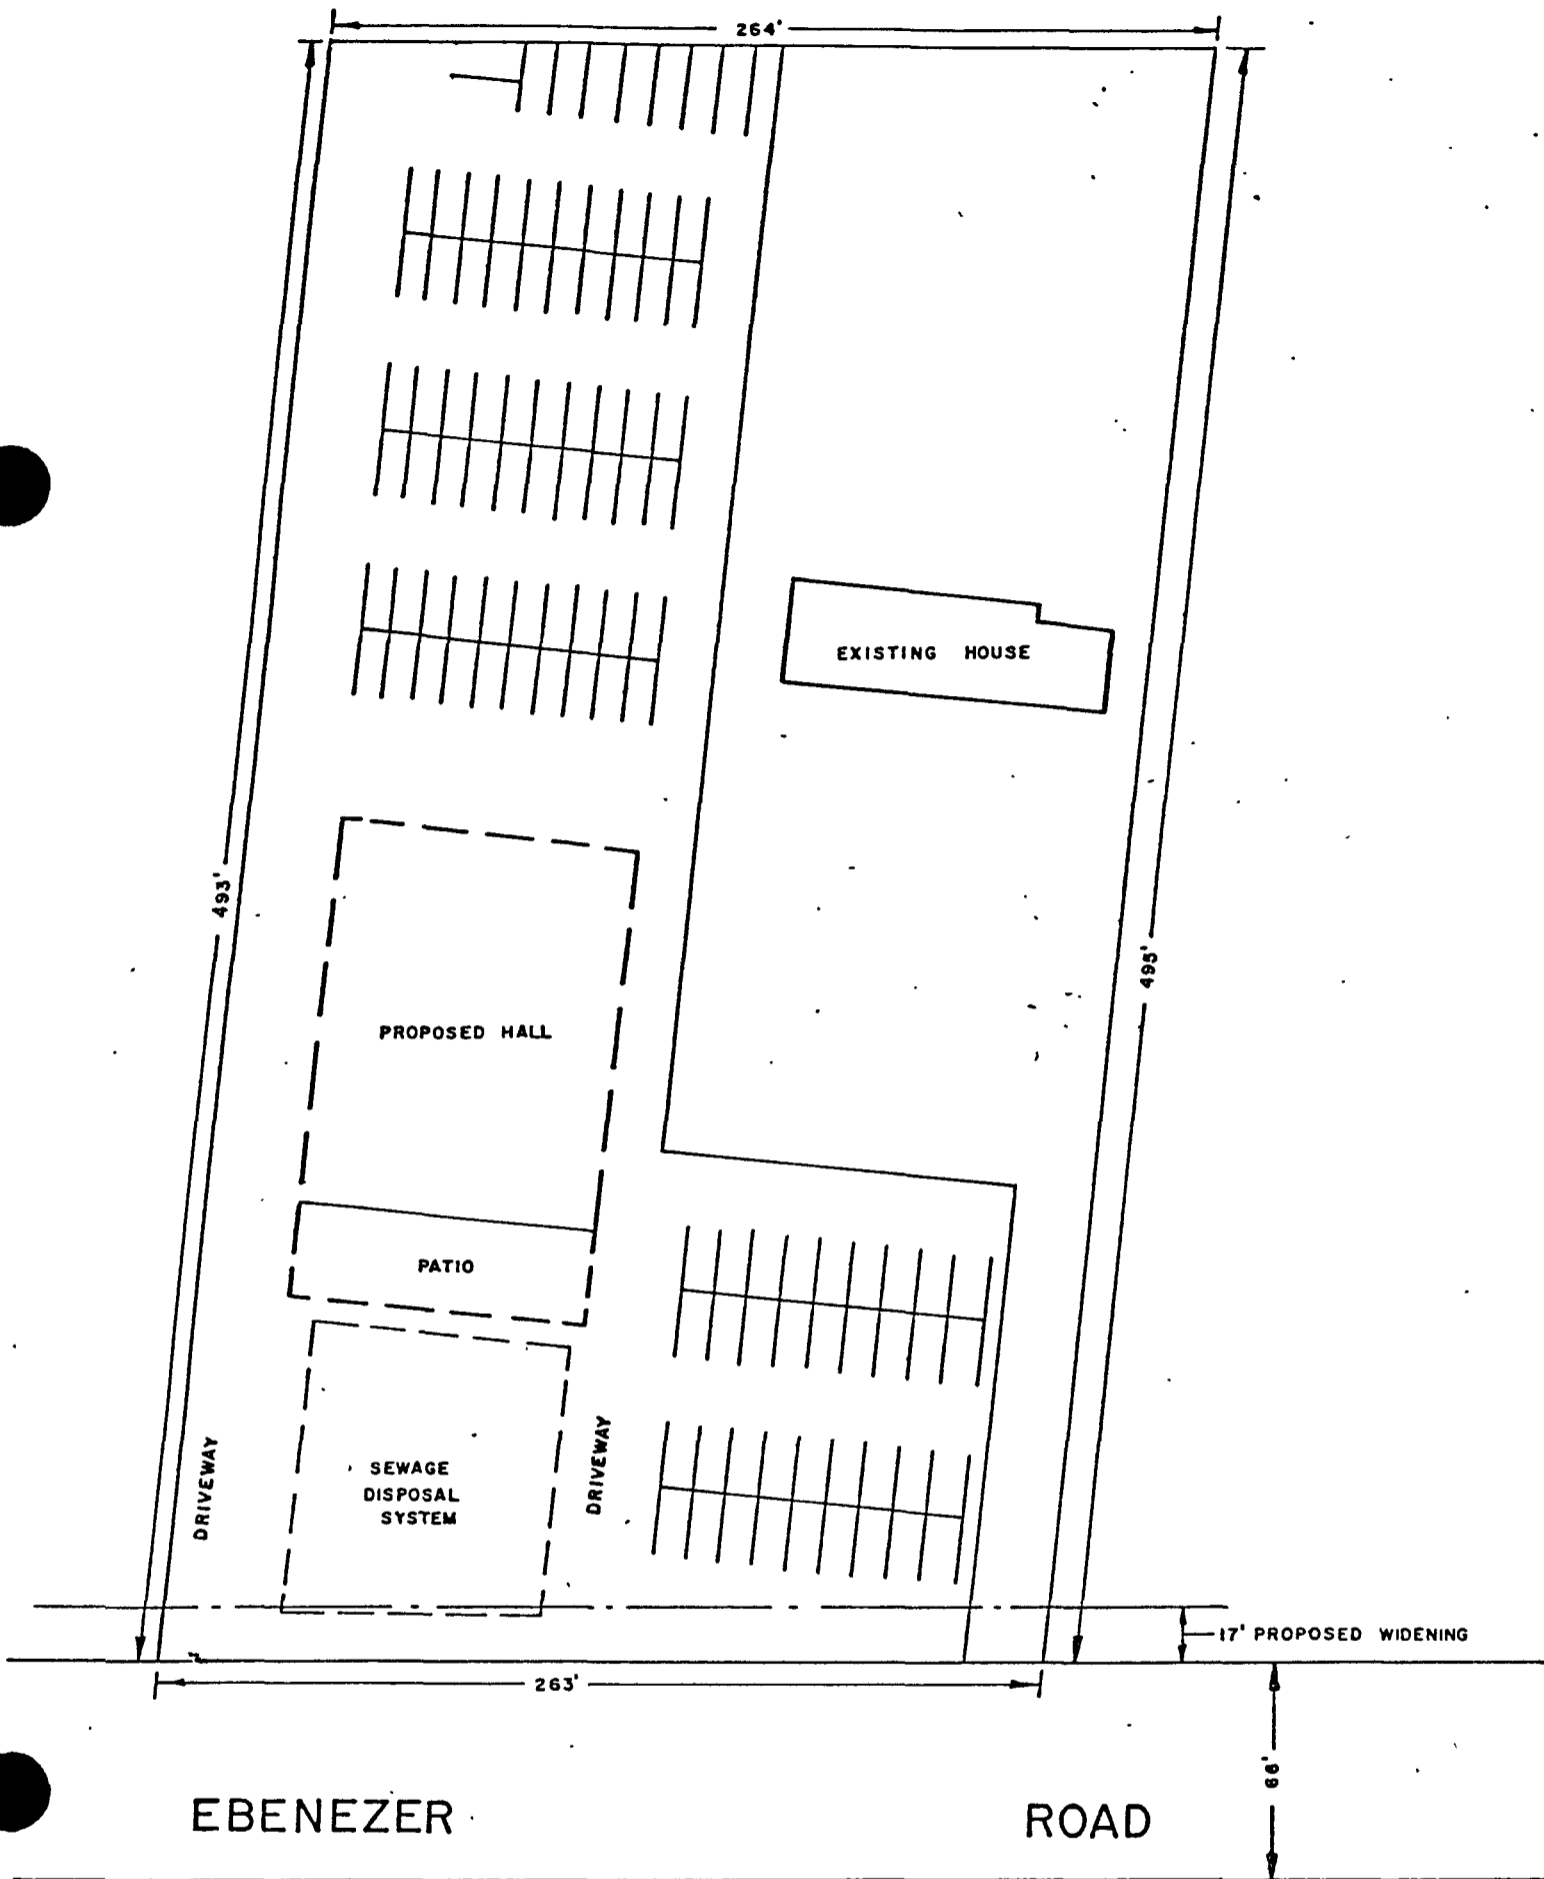 264'
EXISTING HOUSE
493'
495'
PROPOSED HALL
PATIO
DRIVEWAY
DRIVEWAY
SEWAGE
DISPOSAL
SYSTEM
17' PROPOSED WIDENING
263'
66'
EBENEZER ROAD